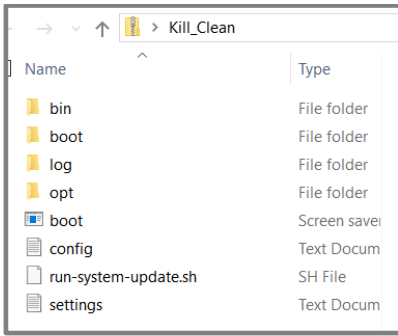 Kill_Clean
Name Type
bin File folder
boot File folder
log File folder
opt File folder
boot Screen saver
config Text Docum
run-system-update.sh SH File
settings Text Docum